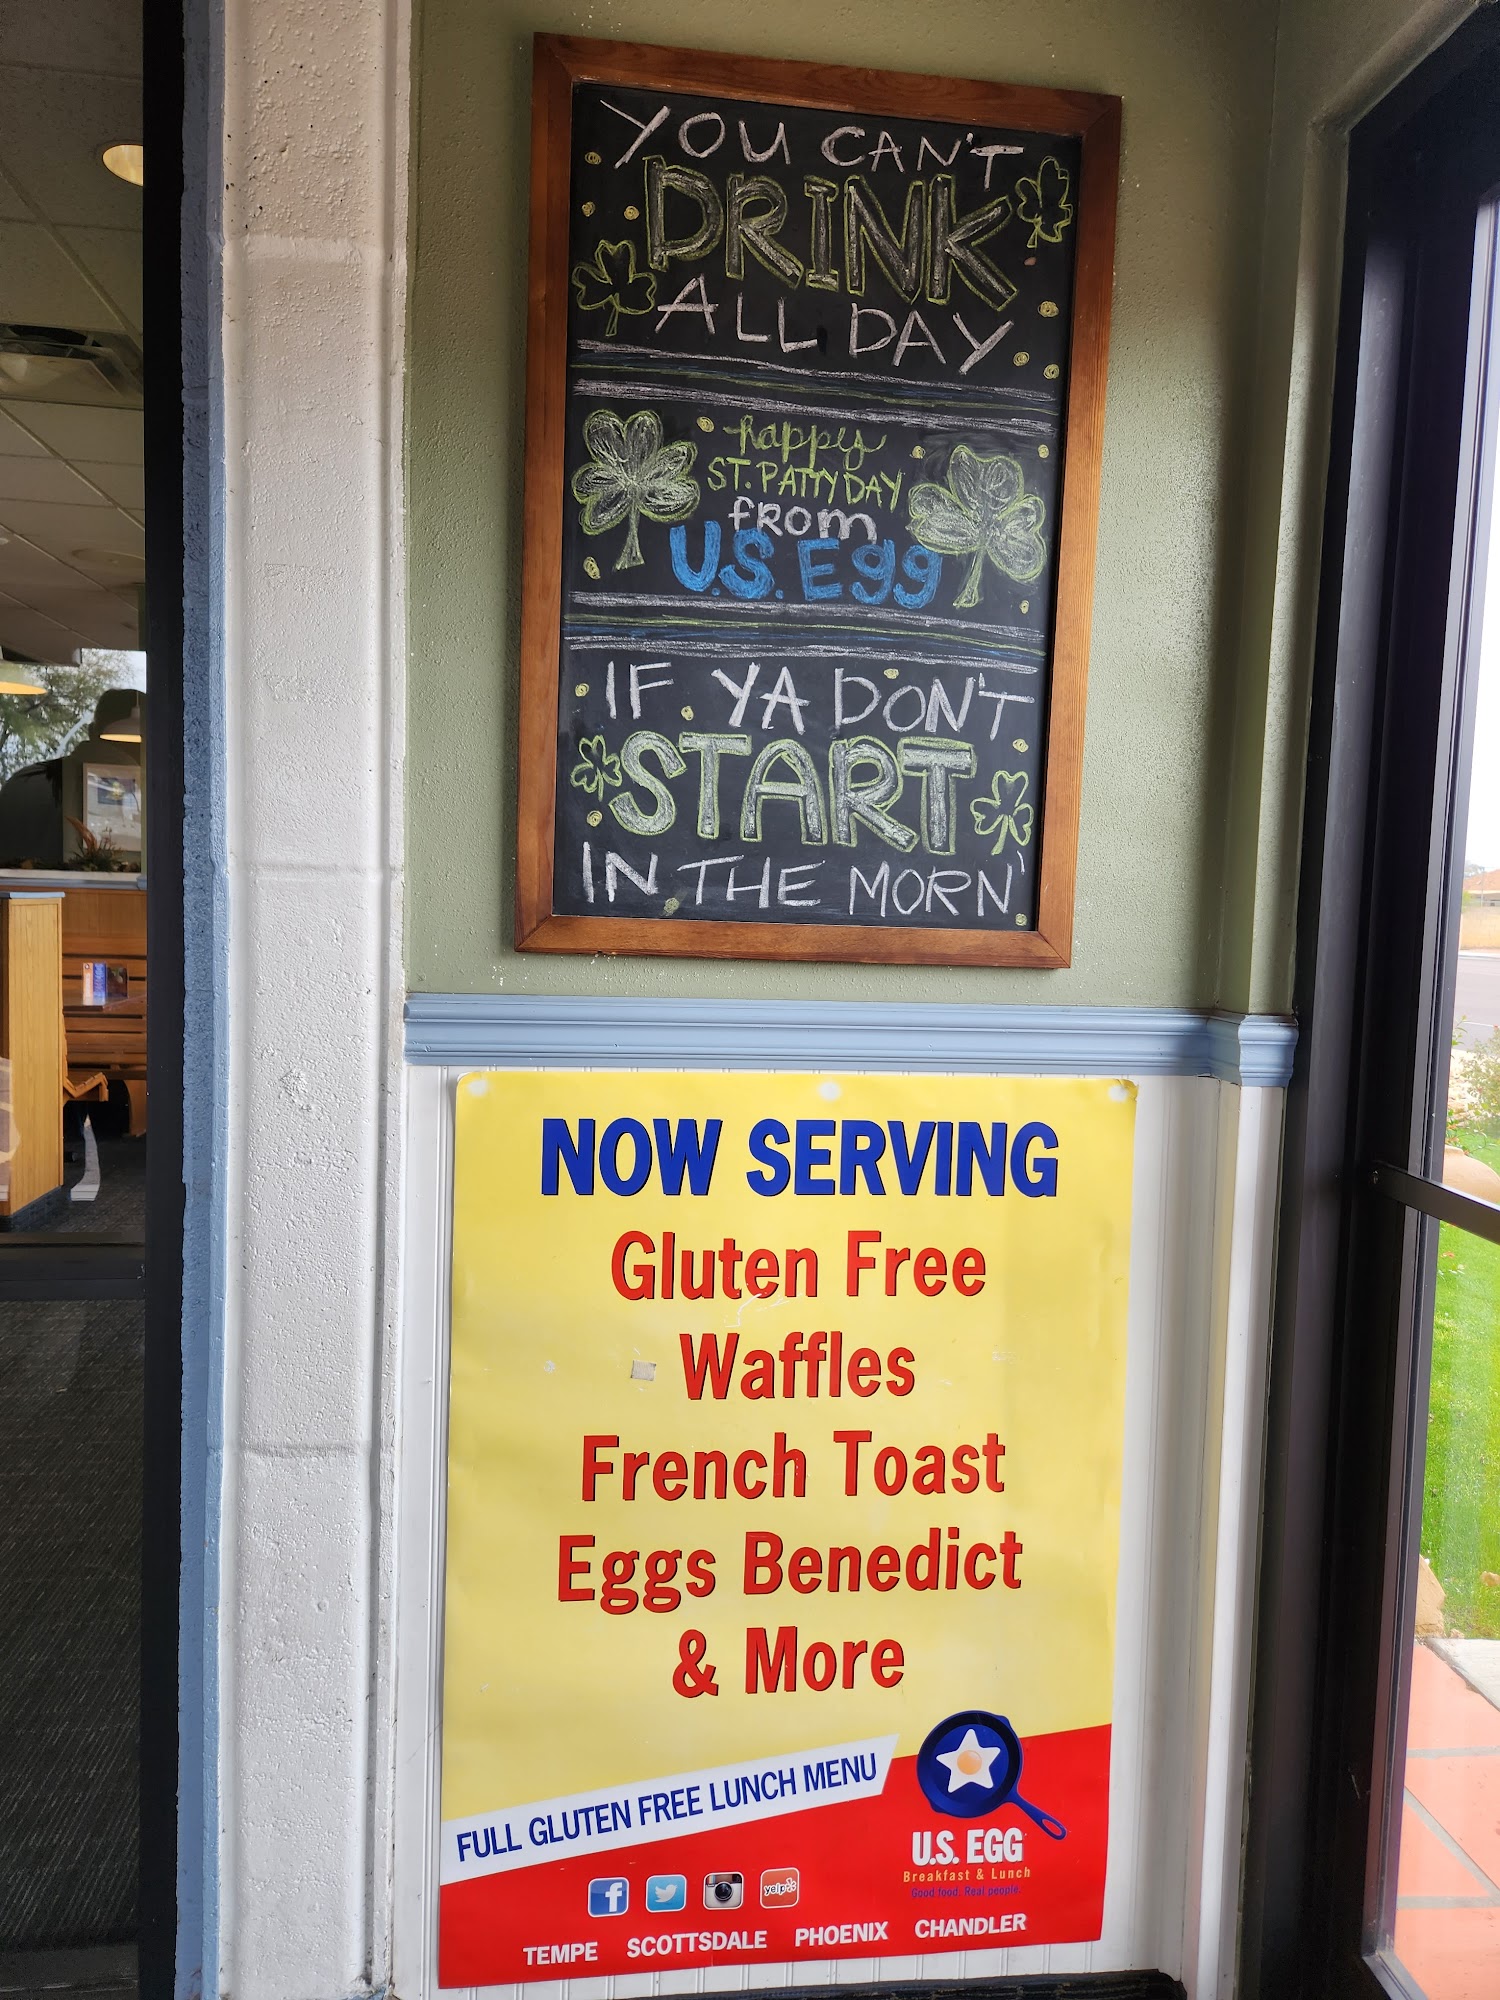 YOU CAN'T
DRINK
ALL DAY
happy
ST. PATTY DAY
FROM
U.S. Egg
IF YA DON'T
START
IN THE MORN'
NOW SERVING
Gluten Free
Waffles
French Toast
Eggs Benedict
& More
FULL GLUTEN FREE LUNCH MENU
U.S. EGG
Breakfast & Lunch
Good food. Real people.
yelp
TEMPE SCOTTSDALE PHOENIX CHANDLER